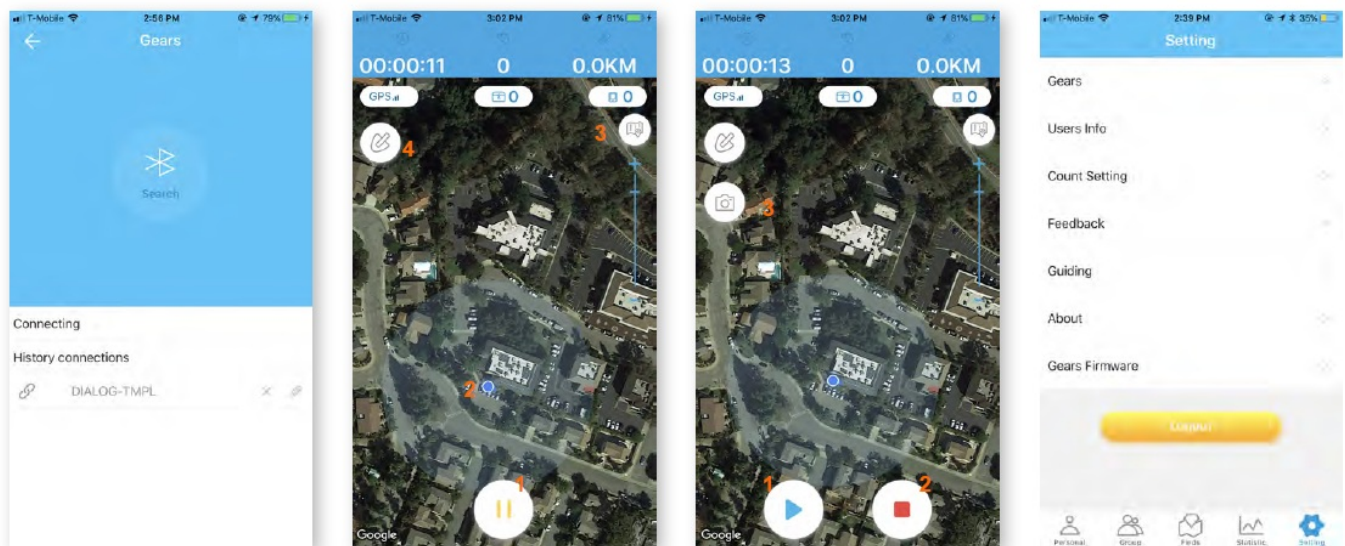 T-Mobile 2:56 PM 79%
Gears
Search
Connecting
History connections
DIALOG-TMPL
T-Mobile 3:02 PM 81%
00:00:11 0 0.0KM
GPS 0 0
4
3
2
1
Google
T-Mobile 3:02 PM 81%
00:00:13 0 0.0KM
GPS 0 0
3
1
2
Google
T-Mobile 2:39 PM 35%
Setting
Gears
Users Info
Count Setting
Feedback
Guiding
About
Gears Firmware
Logout
Personal Group Finds Statistic Setting